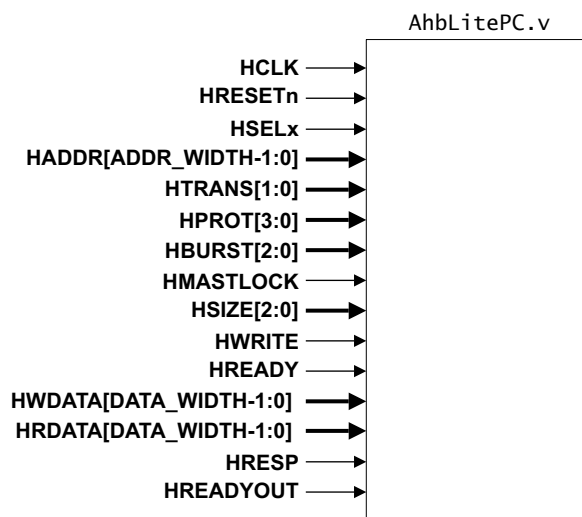 AhbLitePC.v
HCLK
HRESETn
HSELx
HADDR[ADDR_WIDTH-1:0]
HTRANS[1:0]
HPROT[3:0]
HBURST[2:0]
HMASTLOCK
HSIZE[2:0]
HWRITE
HREADY
HWDATA[DATA_WIDTH-1:0]
HRDATA[DATA_WIDTH-1:0]
HRESP
HREADYOUT